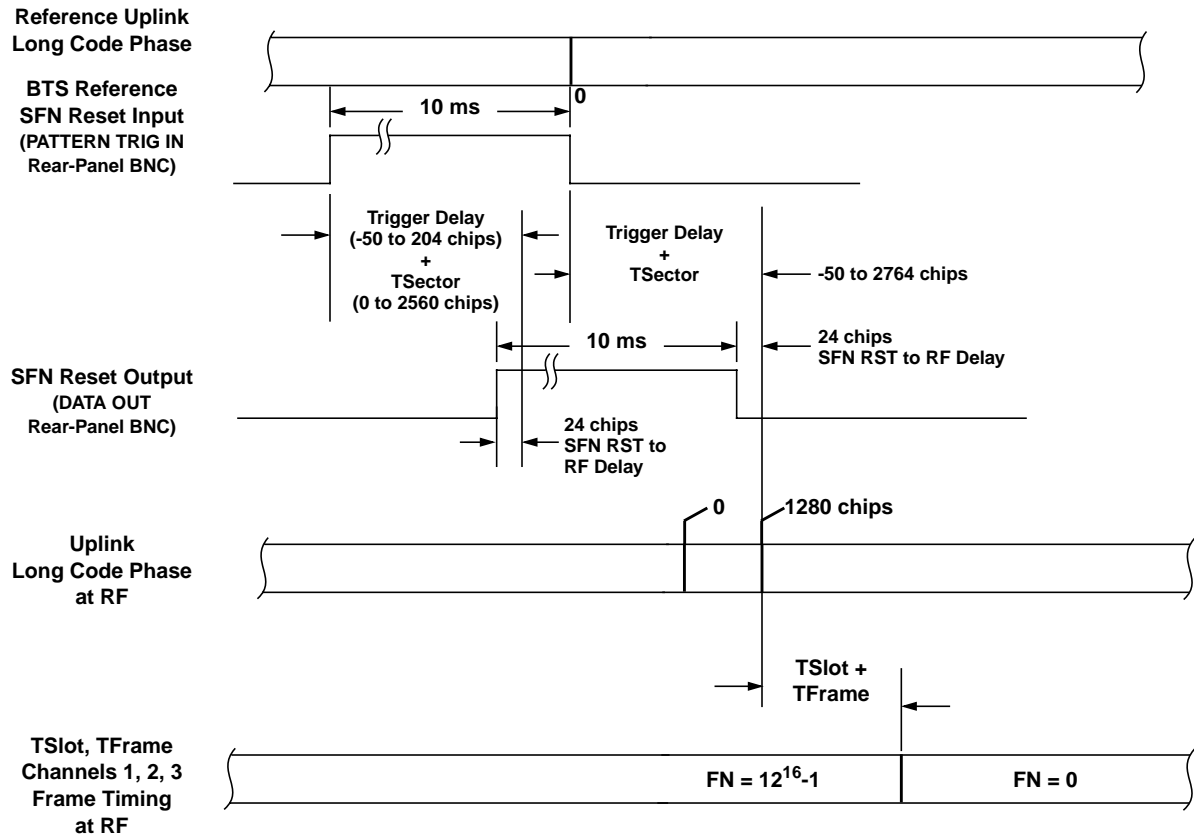 Reference Uplink
Long Code Phase
0
BTS Reference
SFN Reset Input
(PATTERN TRIG IN
Rear-Panel BNC)
10 ms
Trigger Delay
(-50 to 204 chips)
+
TSector
(0 to 2560 chips)
Trigger Delay
+
TSector
-50 to 2764 chips
24 chips
SFN RST to RF Delay
10 ms
SFN Reset Output
(DATA OUT
Rear-Panel BNC)
24 chips
SFN RST to
RF Delay
0
1280 chips
Uplink
Long Code Phase
at RF
TSlot +
TFrame
TSlot, TFrame
Channels 1, 2, 3
Frame Timing
at RF
FN = 12^16-1
FN = 0